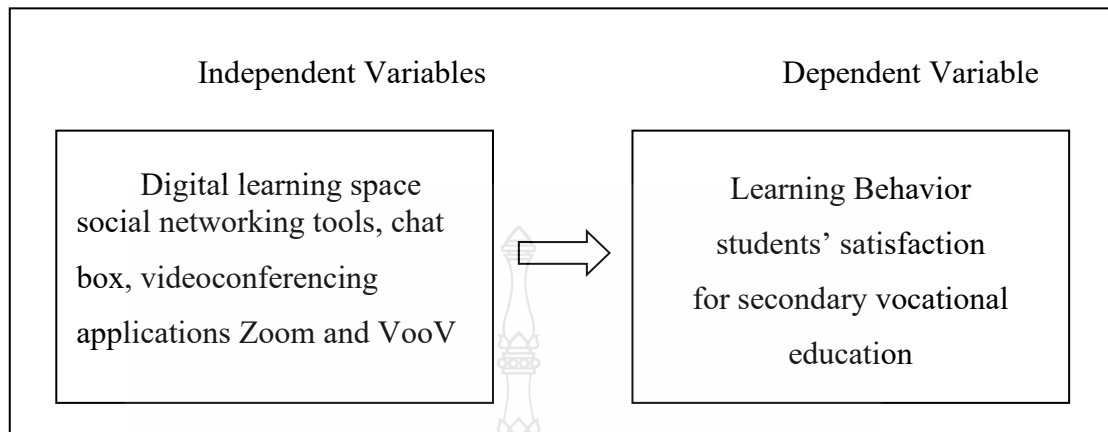 Independent Variables
Dependent Variable
Digital learning space
social networking tools, chat
box, videoconferencing
applications Zoom and VooV
Learning Behavior
students’ satisfaction
for secondary vocational
education